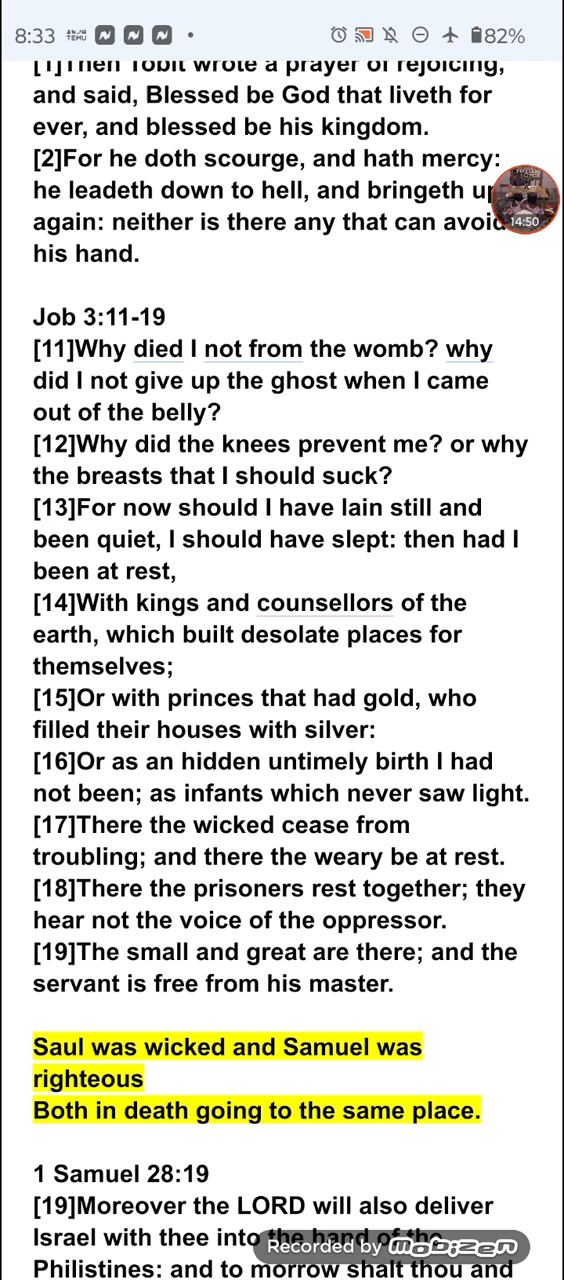 8:33 TEMU 82%
[1]Then Tobit wrote a prayer of rejoicing,
and said, Blessed be God that liveth for
ever, and blessed be his kingdom.
[2]For he doth scourge, and hath mercy:
he leadeth down to hell, and bringeth up
again: neither is there any that can avoid
his hand.
14:50
Job 3:11-19
[11]Why died I not from the womb? why
did I not give up the ghost when I came
out of the belly?
[12]Why did the knees prevent me? or why
the breasts that I should suck?
[13]For now should I have lain still and
been quiet, I should have slept: then had I
been at rest,
[14]With kings and counsellors of the
earth, which built desolate places for
themselves;
[15]Or with princes that had gold, who
filled their houses with silver:
[16]Or as an hidden untimely birth I had
not been; as infants which never saw light.
[17]There the wicked cease from
troubling; and there the weary be at rest.
[18]There the prisoners rest together; they
hear not the voice of the oppressor.
[19]The small and great are there; and the
servant is free from his master.
Saul was wicked and Samuel was
righteous
Both in death going to the same place.
1 Samuel 28:19
[19]Moreover the LORD will also deliver
Israel with thee into the hand of the
Philistines: and to morrow shalt thou and
Recorded by mobizen